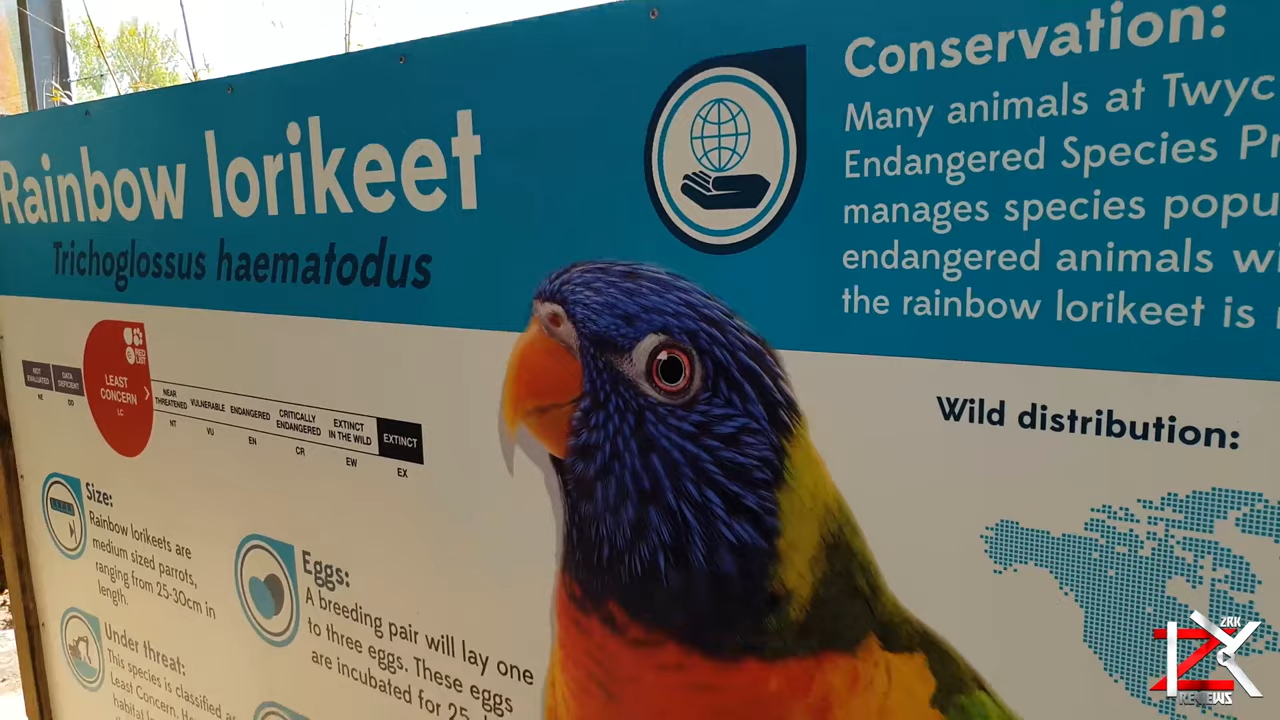 Rainbow lorikeet
Trichoglossus haematodus
Conservation:
Many animals at Twyc
Endangered Species Pr
manages species popu
endangered animals wi
the rainbow lorikeet is
NOT EVALUATED
NE
DATA DEFICIENT
DD
RED LIST
LEAST CONCERN
LC
NEAR THREATENED
NT
VULNERABLE
VU
ENDANGERED
EN
CRITICALLY ENDANGERED
CR
EXTINCT IN THE WILD
EW
EXTINCT
EX
Size:
Rainbow lorikeets are
medium sized parrots,
ranging from 25-30cm in
length.
Under threat:
This species is classified as
Least Concern.
Eggs:
A breeding pair will lay one
to three eggs. These eggs
are incubated for 25
Wild distribution:
ZRK
REVIEWS